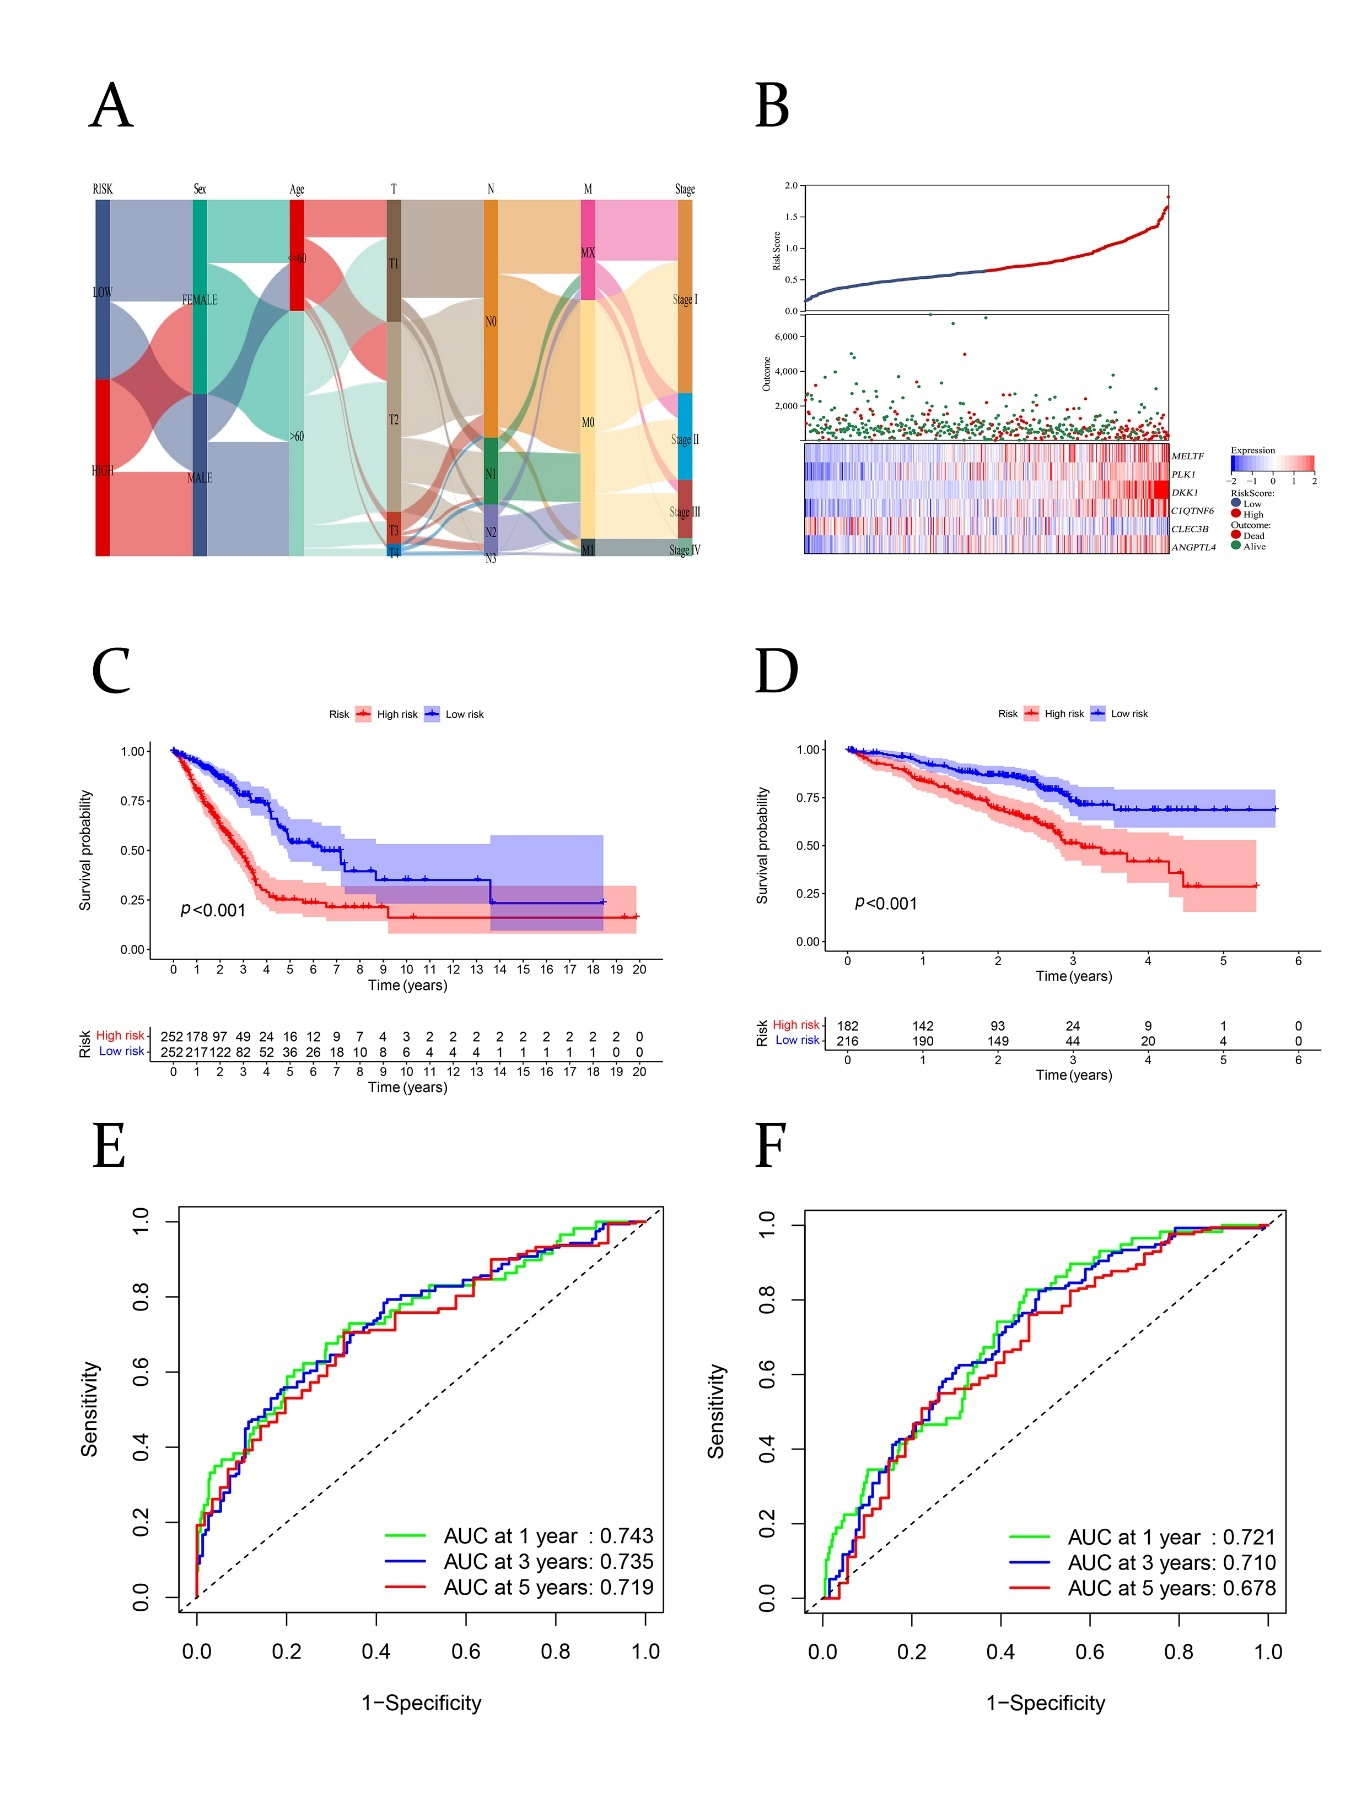 A
B
RISK Sex Age T N M Stage
LOW
HIGH
FEMALE
MALE
<=60
>60
T1
T2
T3
T4
N0
N1
N2
N3
MX
M0
M1
Stage I
Stage II
Stage III
Stage IV
Risk Score
2.0
1.5
1.0
0.5
0.0
Outcome
6,000
4,000
2,000
MELTF
PLK1
DKK1
C1QTNF6
CLEC3B
ANGPTL4
Expression
−2 −1 0 1 2
RiskScore:
Low
High
Outcome:
Dead
Alive
C
Risk High risk Low risk
Survival probability
1.00
0.75
0.50
0.25
0.00
p<0.001
0 1 2 3 4 5 6 7 8 9 10 11 12 13 14 15 16 17 18 19 20
Time (years)
Risk
High risk 252 178 97 49 24 16 12 9 7 4 3 2 2 2 2 2 2 2 2 2 0
Low risk 252 217 122 82 52 36 26 18 10 8 6 4 4 4 1 1 1 1 1 0 0
0 1 2 3 4 5 6 7 8 9 10 11 12 13 14 15 16 17 18 19 20
Time (years)
D
Risk High risk Low risk
Survival probability
1.00
0.75
0.50
0.25
0.00
p<0.001
0 1 2 3 4 5 6
Time (years)
Risk
High risk 182 142 93 24 9 1 0
Low risk 216 190 149 44 20 4 0
0 1 2 3 4 5 6
Time (years)
E
Sensitivity
1.0
0.8
0.6
0.4
0.2
0.0
AUC at 1 year : 0.743
AUC at 3 years: 0.735
AUC at 5 years: 0.719
0.0 0.2 0.4 0.6 0.8 1.0
1−Specificity
F
Sensitivity
1.0
0.8
0.6
0.4
0.2
0.0
AUC at 1 year : 0.721
AUC at 3 years: 0.710
AUC at 5 years: 0.678
0.0 0.2 0.4 0.6 0.8 1.0
1−Specificity